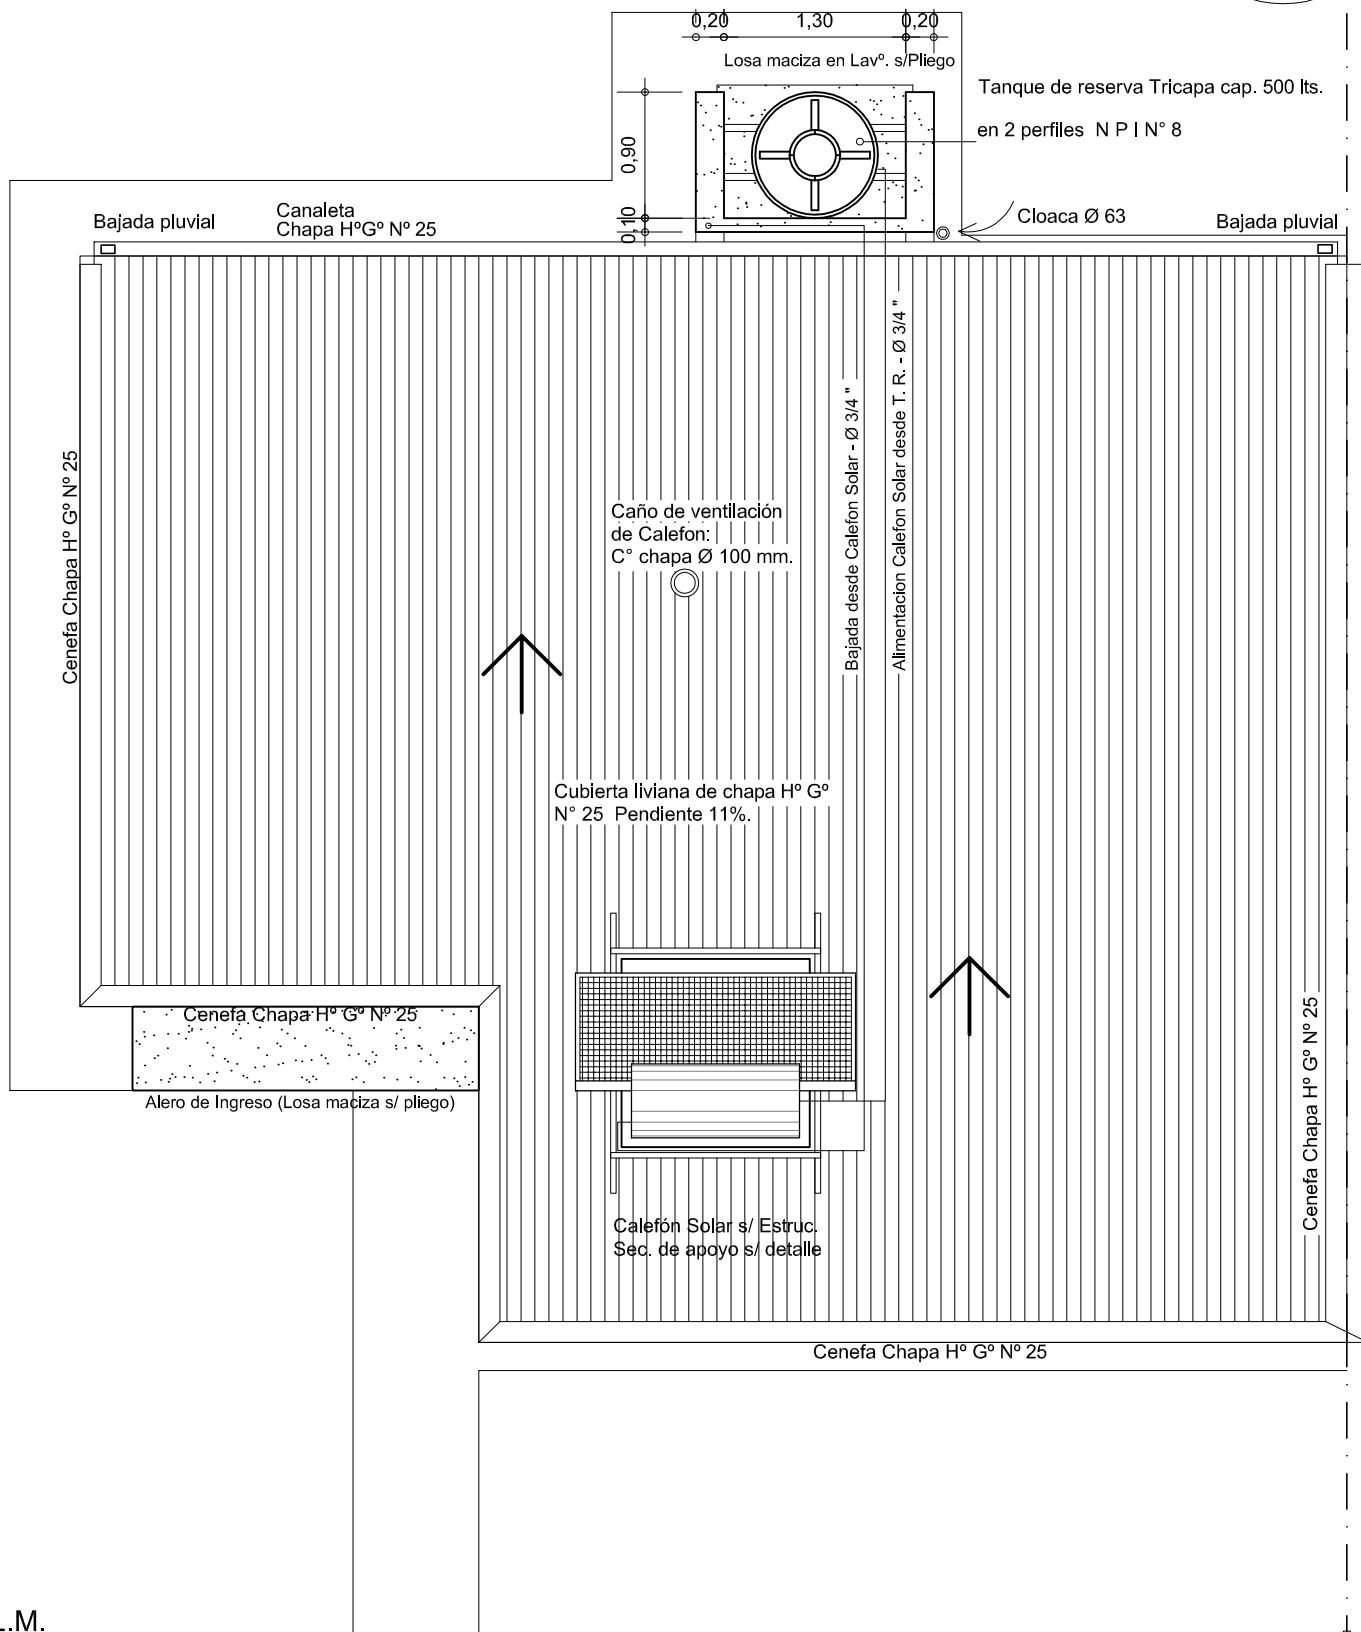 0,20
1,30
0,20
Losa maciza en Lavº. s/Pliego
Tanque de reserva Tricapa cap. 500 lts.
en 2 perfiles N P I N° 8
0,90
0,10
Bajada pluvial
Canaleta
Chapa HºGº Nº 25
Cloaca Ø 63
Bajada pluvial
Cenefa Chapa Hº Gº Nº 25
Caño de ventilación
de Calefon:
C° chapa Ø 100 mm.
Bajada desde Calefon Solar - Ø 3/4 "
Alimentacion Calefon Solar desde T. R. - Ø 3/4 "
Cubierta liviana de chapa Hº Gº
N° 25 Pendiente 11%.
Cenefa Chapa Hº Gº Nº 25
Alero de Ingreso (Losa maciza s/ pliego)
Cenefa Chapa Hº Gº Nº 25
Calefón Solar s/ Estruc.
Sec. de apoyo s/ detalle
Cenefa Chapa Hº Gº Nº 25
.M.